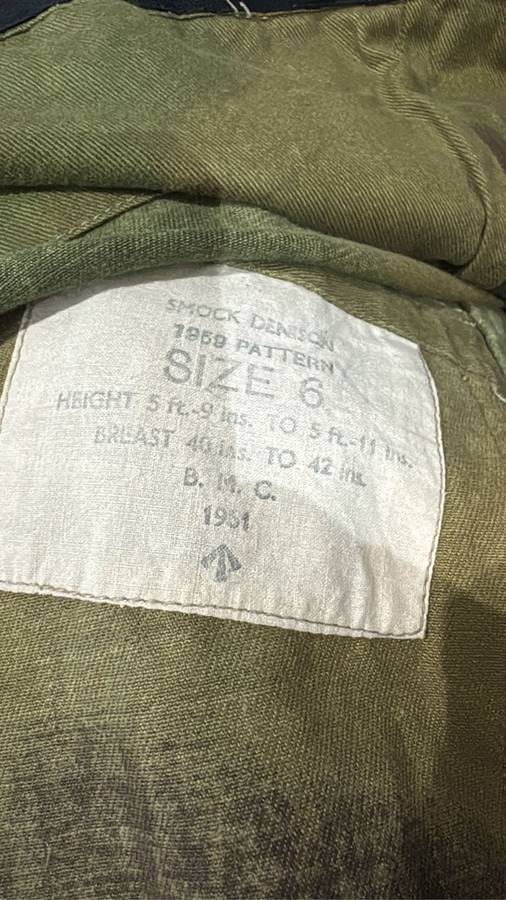 SMOCK DENISON
1959 PATTERN
SIZE 6
HEIGHT 5 ft.-9 ins. TO 5 ft.-11 ins.
BREAST 40 ins. TO 42 ins.
B. M. C.
1961